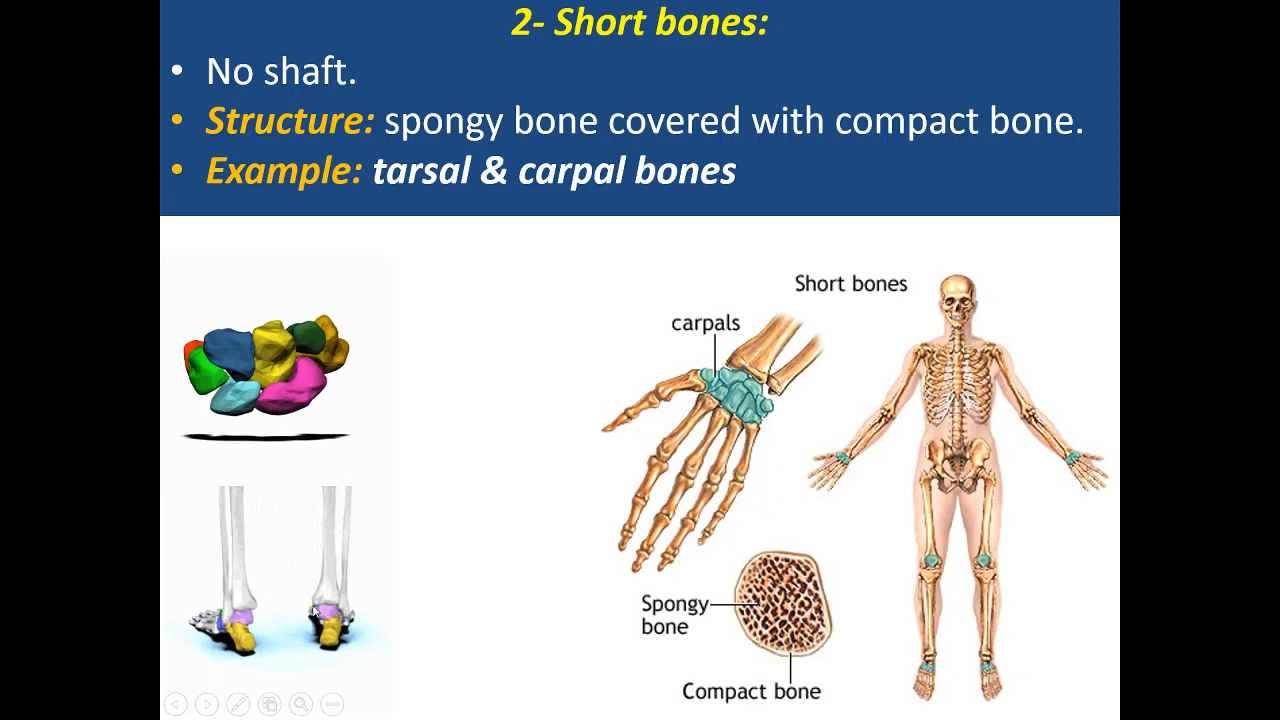 2- Short bones:
• No shaft.
• Structure: spongy bone covered with compact bone.
• Example: tarsal & carpal bones
Short bones
carpals
Spongy
bone
Compact bone